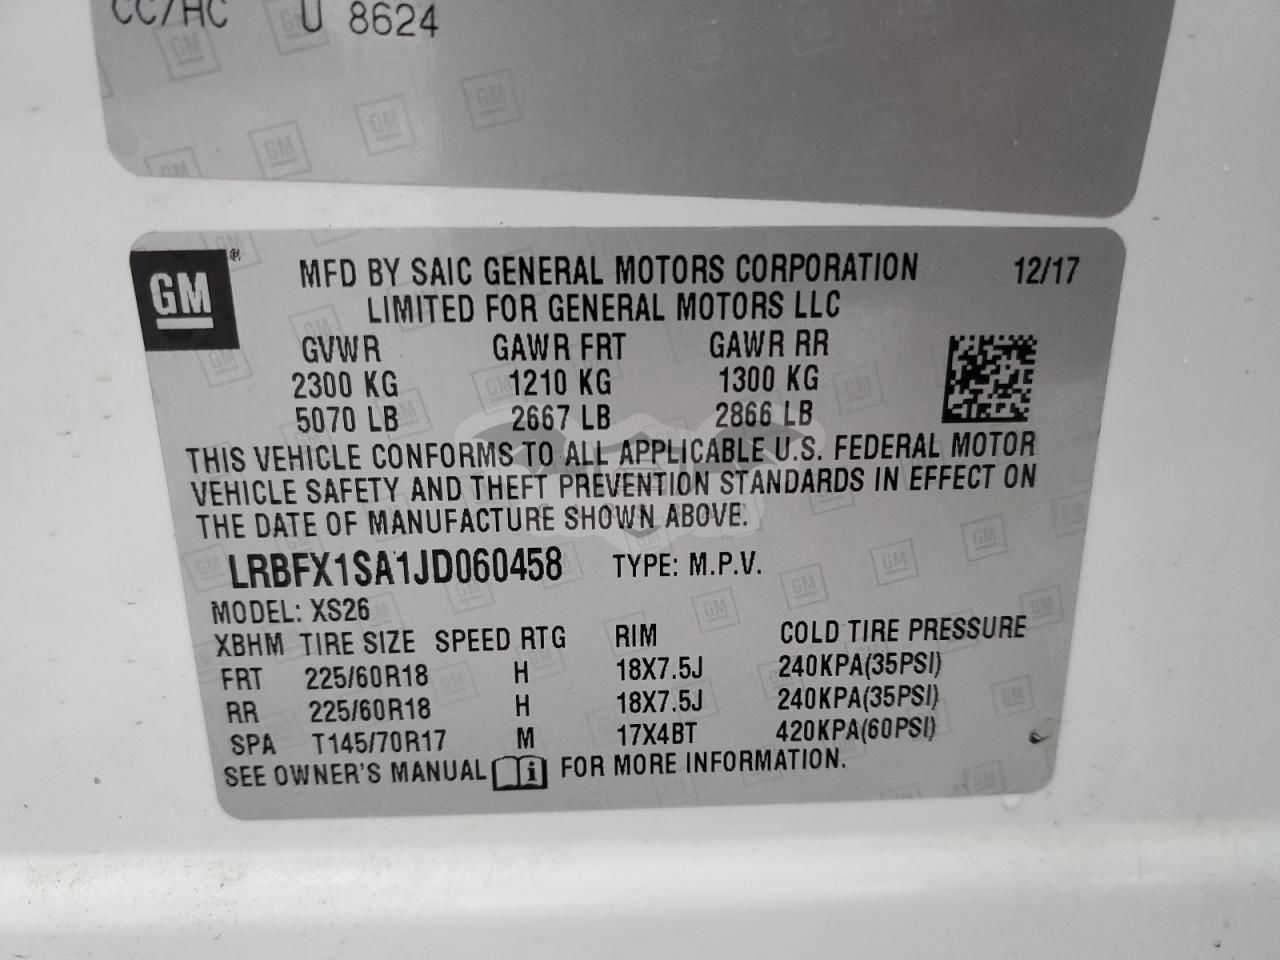 CC/HC U 8624
GM
MFD BY SAIC GENERAL MOTORS CORPORATION 12/17
LIMITED FOR GENERAL MOTORS LLC
GVWR GAWR FRT GAWR RR
2300 KG 1210 KG 1300 KG
5070 LB 2667 LB 2866 LB
THIS VEHICLE CONFORMS TO ALL APPLICABLE U.S. FEDERAL MOTOR
VEHICLE SAFETY AND THEFT PREVENTION STANDARDS IN EFFECT ON
THE DATE OF MANUFACTURE SHOWN ABOVE.
LRBFX1SA1JD060458 TYPE: M.P.V.
MODEL: XS26
XBHM TIRE SIZE SPEED RTG RIM COLD TIRE PRESSURE
FRT 225/60R18 H 18X7.5J 240KPA(35PSI)
RR 225/60R18 H 18X7.5J 240KPA(35PSI)
SPA T145/70R17 M 17X4BT 420KPA(60PSI)
SEE OWNER'S MANUAL i FOR MORE INFORMATION.